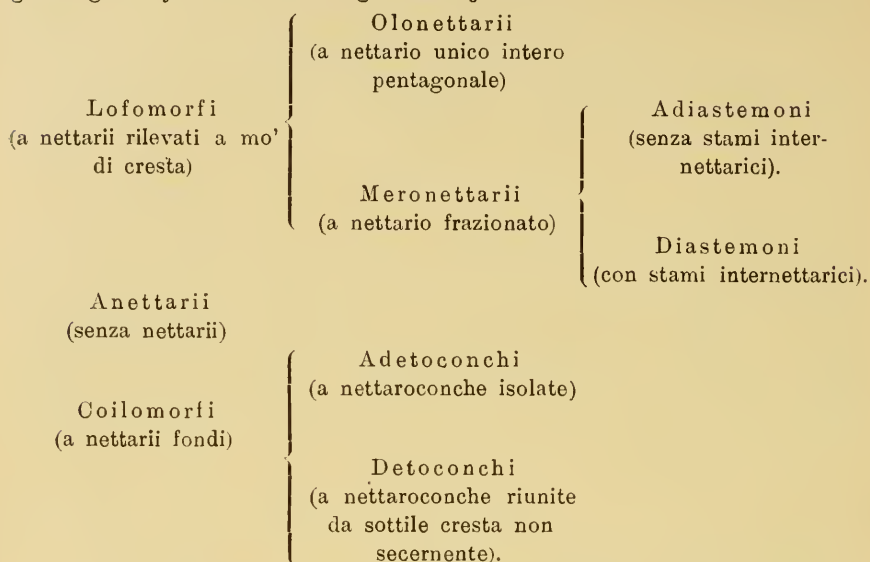 Olonettarii
(a nettario unico intero
pentagonale)
Lofomorfi
(a nettarii rilevati a mo'
di cresta)
Meronettarii
(a nettario frazionato)
Adiastemoni
(senza stami inter-
nettarici).
Diastemoni
(con stami internettarici).
Anettarii
(senza nettarii)
Coilomorfi
(a nettarii fondi)
Adetoconchi
(a nettaroconche isolate)
Detoconchi
(a nettaroconche riunite
da sottile cresta non
secernente).